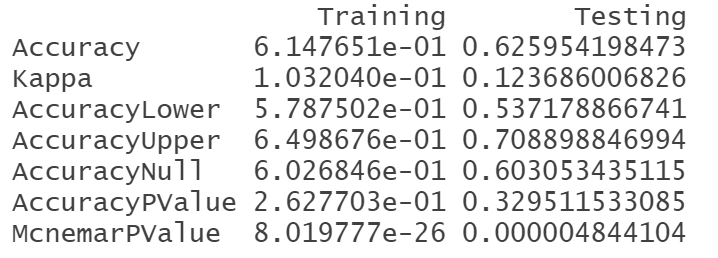 Training Testing
Accuracy 6.147651e-01 0.625954198473
Kappa 1.032040e-01 0.123686006826
AccuracyLower 5.787502e-01 0.537178866741
AccuracyUpper 6.498676e-01 0.708898846994
AccuracyNull 6.026846e-01 0.603053435115
AccuracyPValue 2.627703e-01 0.329511533085
McnemarPValue 8.019777e-26 0.000004844104